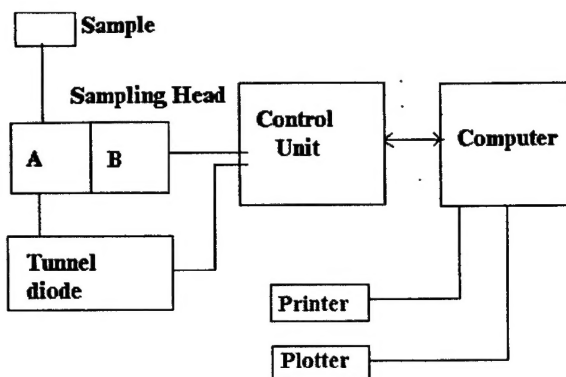 Sample
Sampling Head
A
B
Control
Unit
Computer
Tunnel
diode
Printer
Plotter